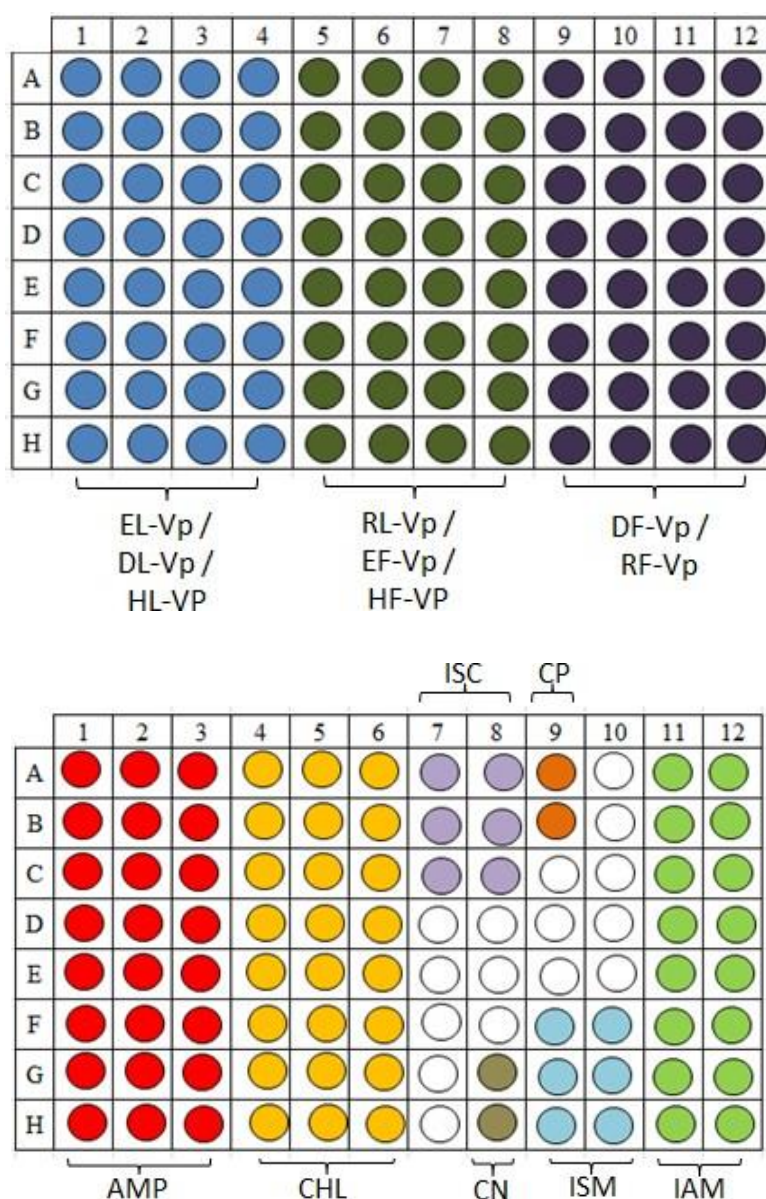 1 2 3 4 5 6 7 8 9 10 11 12
A
B
C
D
E
F
G
H
EL-Vp / RL-Vp / DF-Vp /
DL-Vp / EF-Vp / RF-Vp
HL-VP HF-VP
ISC CP
1 2 3 4 5 6 7 8 9 10 11 12
A
B
C
D
E
F
G
H
AMP CHL CN ISM IAM